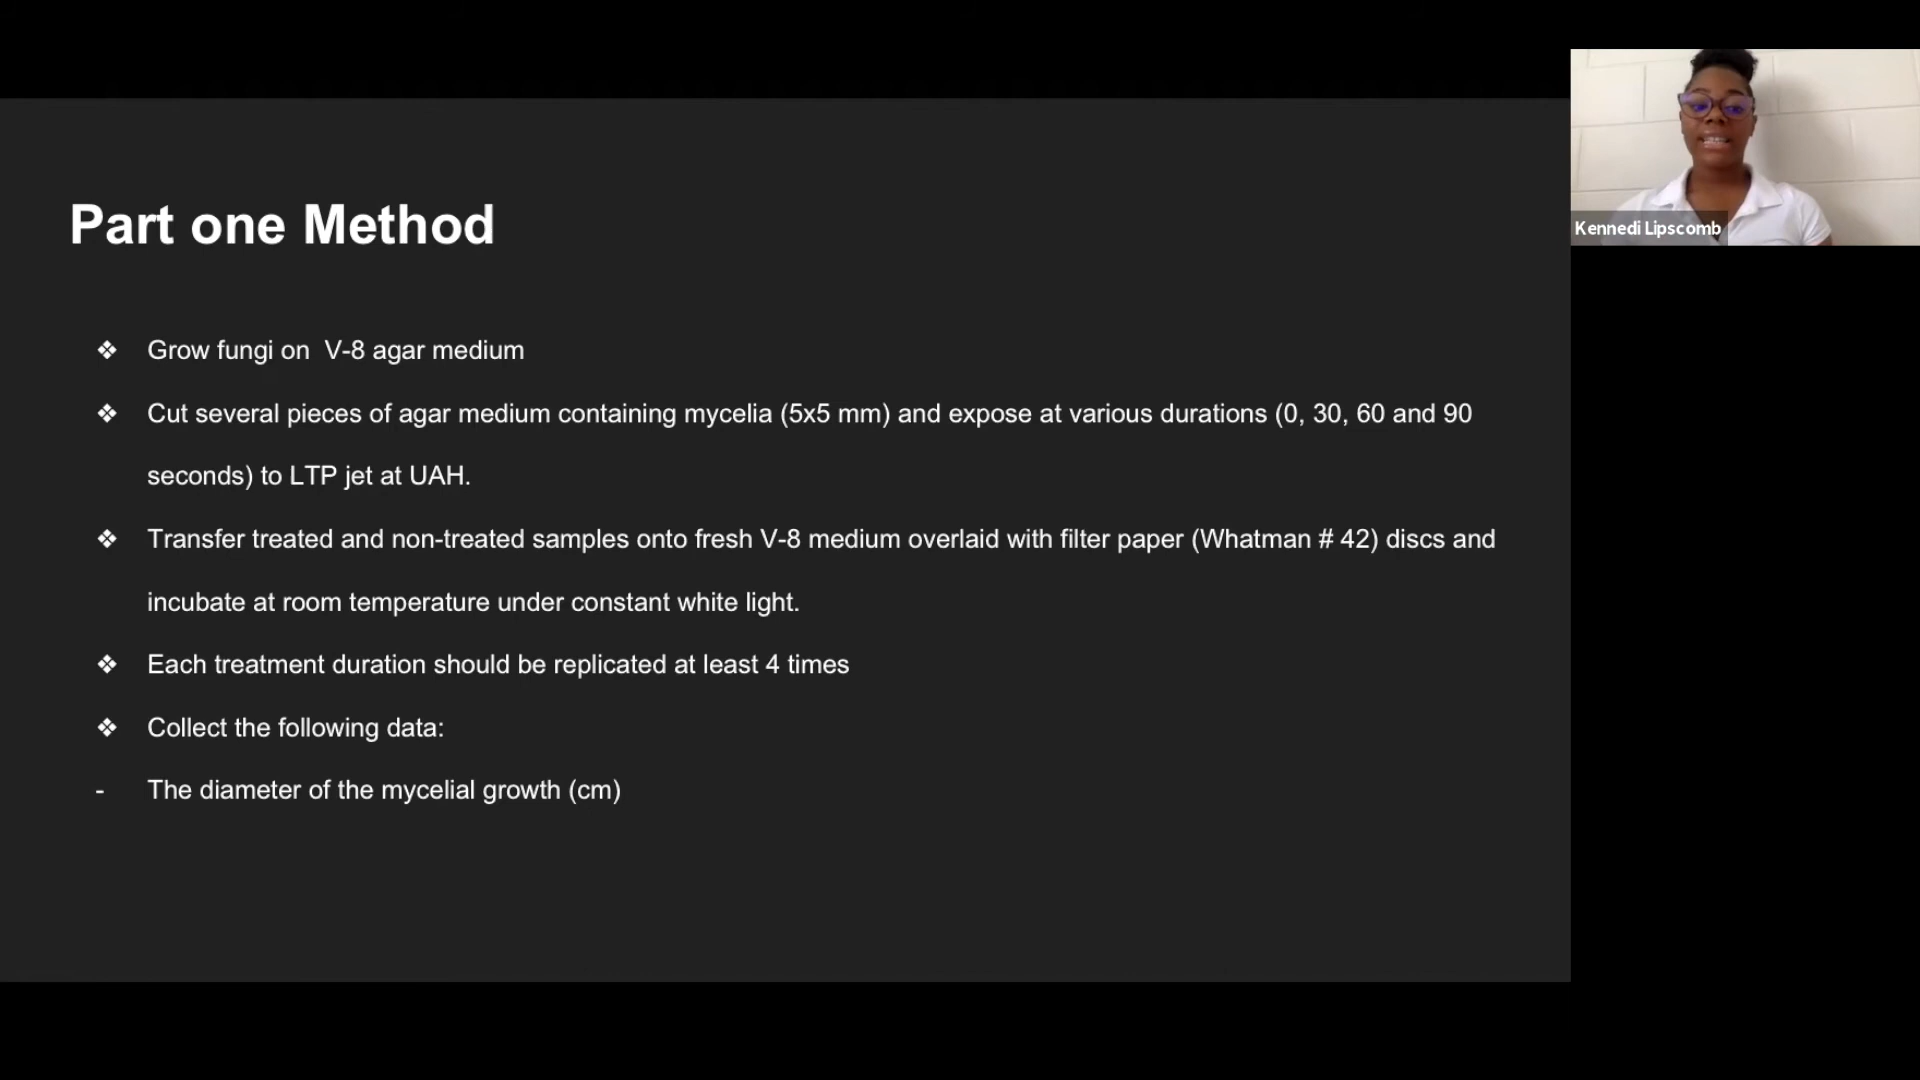 Part one Method
❖ Grow fungi on  V-8 agar medium
❖ Cut several pieces of agar medium containing mycelia (5x5 mm) and expose at various durations (0, 30, 60 and 90
seconds) to LTP jet at UAH.
❖ Transfer treated and non-treated samples onto fresh V-8 medium overlaid with filter paper (Whatman # 42) discs and
incubate at room temperature under constant white light.
❖ Each treatment duration should be replicated at least 4 times
❖ Collect the following data:
- The diameter of the mycelial growth (cm)
Kennedi Lipscomb